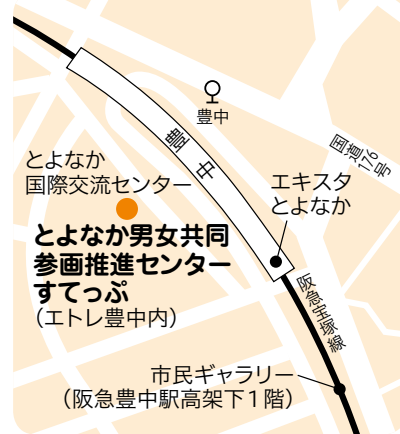 豊中
豊中
国道176号
とよなか
国際交流センター
エキスタ
とよなか
とよなか男女共同
参画推進センター
すてっぷ
(エトレ豊中内)
阪急宝塚線
市民ギャラリー
(阪急豊中駅高架下1階)